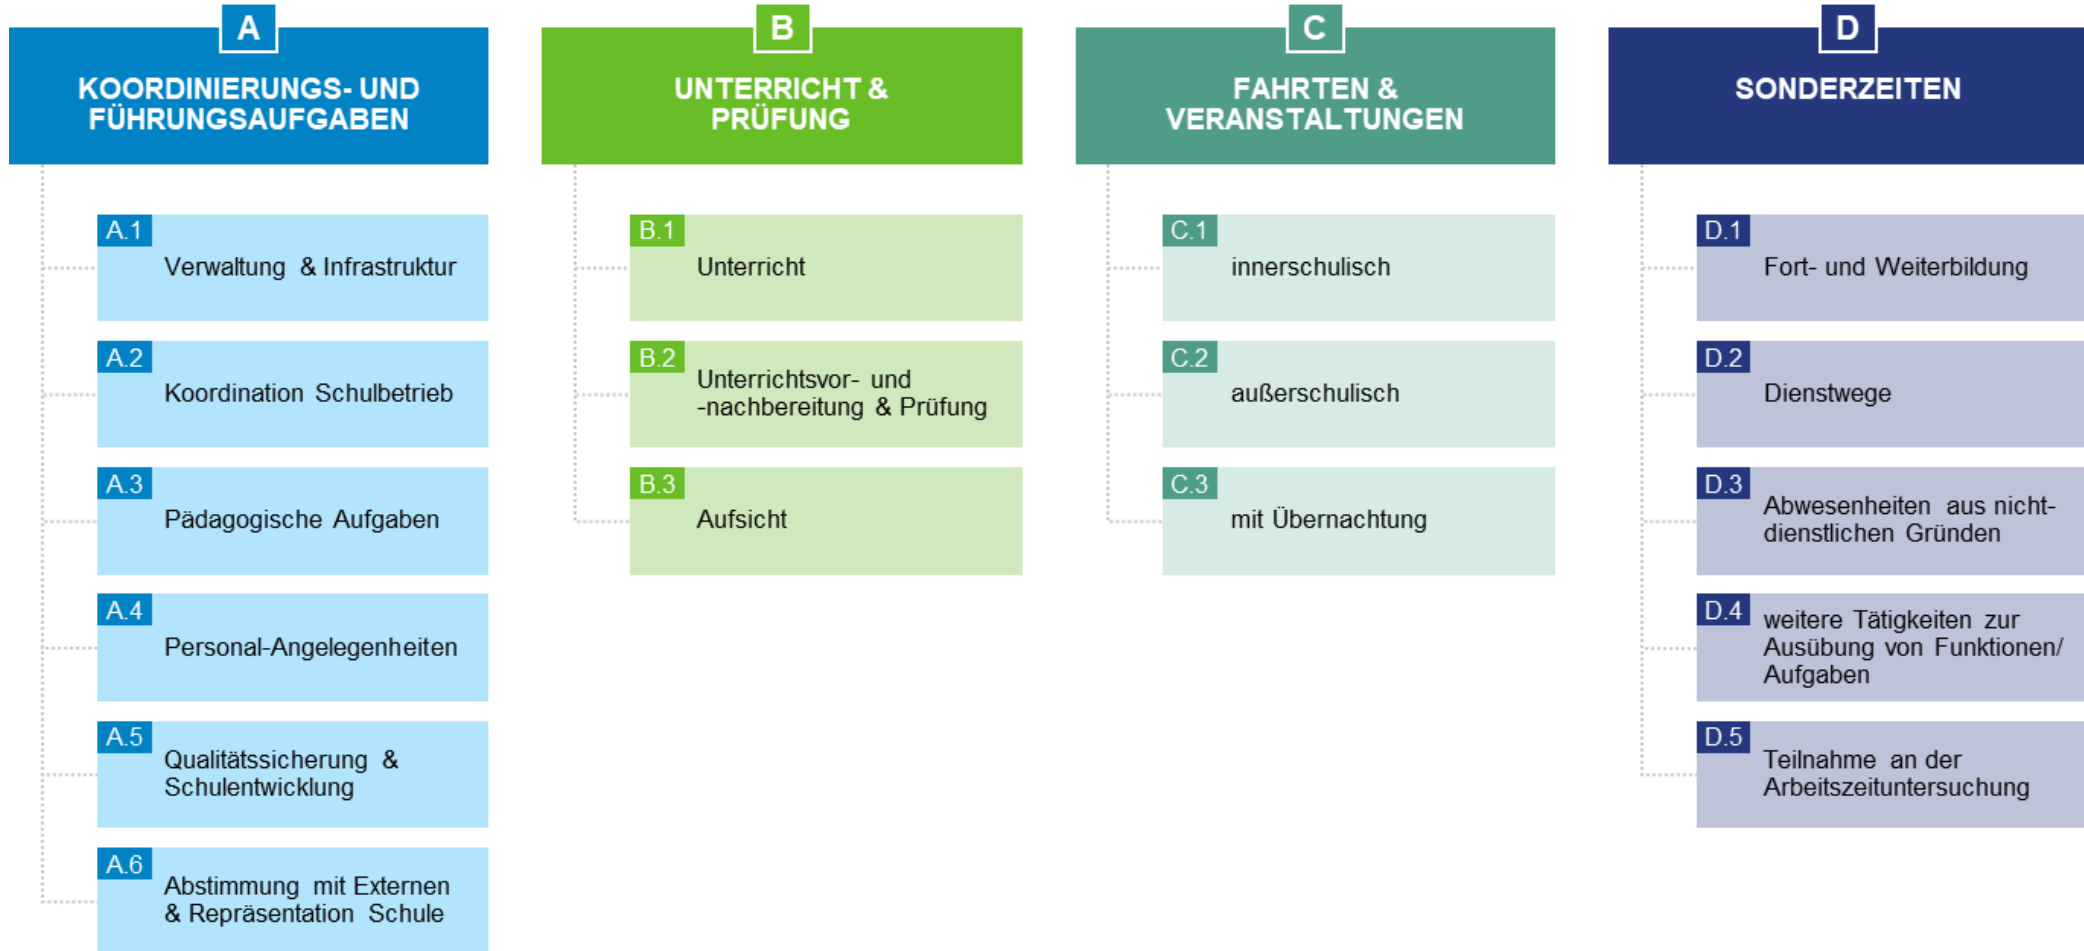 A
KOORDINIERUNGS- UND
FÜHRUNGSAUFGABEN
A.1
Verwaltung & Infrastruktur
A.2
Koordination Schulbetrieb
A.3
Pädagogische Aufgaben
A.4
Personal-Angelegenheiten
A.5
Qualitätssicherung &
Schulentwicklung
A.6
Abstimmung mit Externen
& Repräsentation Schule
B
UNTERRICHT &
PRÜFUNG
B.1
Unterricht
B.2
Unterrichtsvor- und
-nachbereitung & Prüfung
B.3
Aufsicht
C
FAHRTEN &
VERANSTALTUNGEN
C.1
innerschulisch
C.2
außerschulisch
C.3
mit Übernachtung
D
SONDERZEITEN
D.1
Fort- und Weiterbildung
D.2
Dienstwege
D.3
Abwesenheiten aus nicht-
dienstlichen Gründen
D.4
weitere Tätigkeiten zur
Ausübung von Funktionen/
Aufgaben
D.5
Teilnahme an der
Arbeitszeituntersuchung